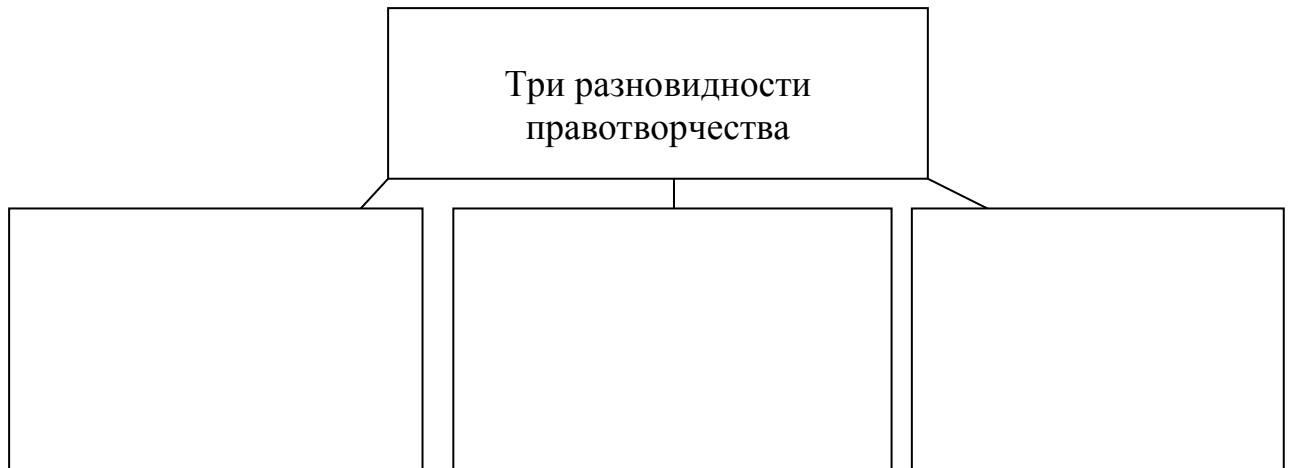 Три разновидности
правотворчества